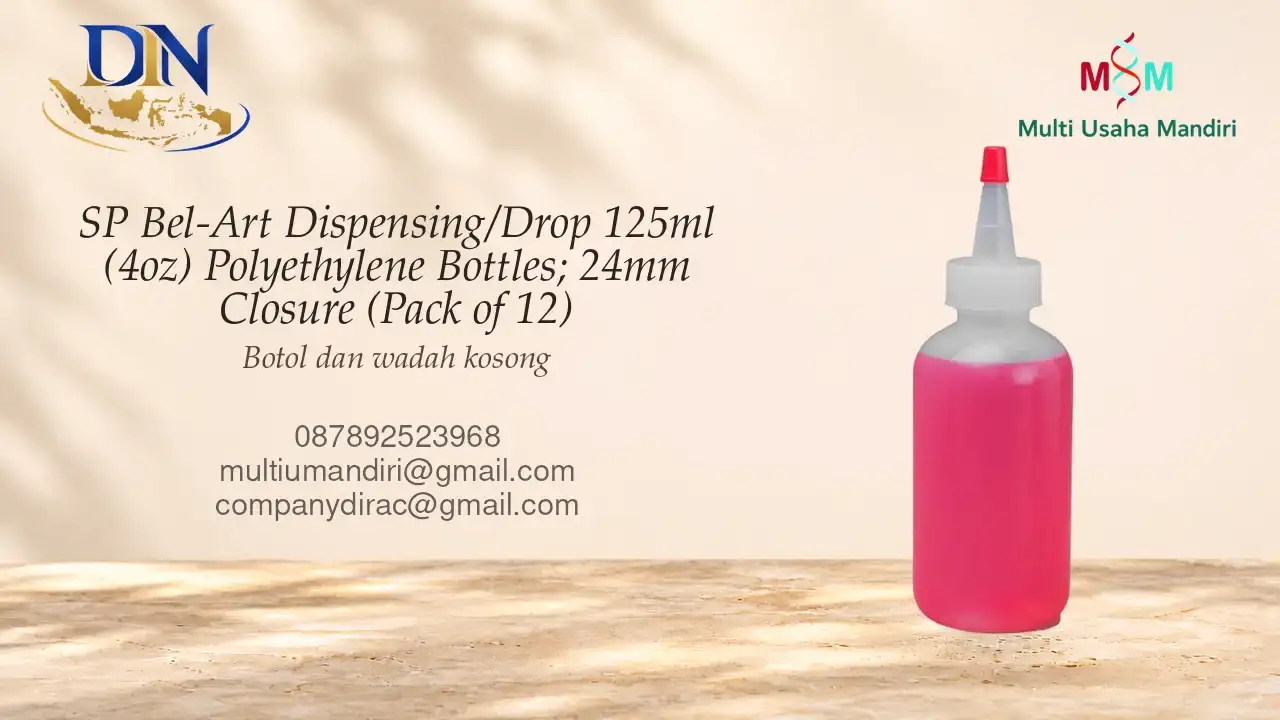 DIN
MSM
Multi Usaha Mandiri
SP Bel-Art Dispensing/Drop 125ml
(4oz) Polyethylene Bottles; 24mm
Closure (Pack of 12)
Botol dan wadah kosong
087892523968
multiumandiri@gmail.com
companydirac@gmail.com